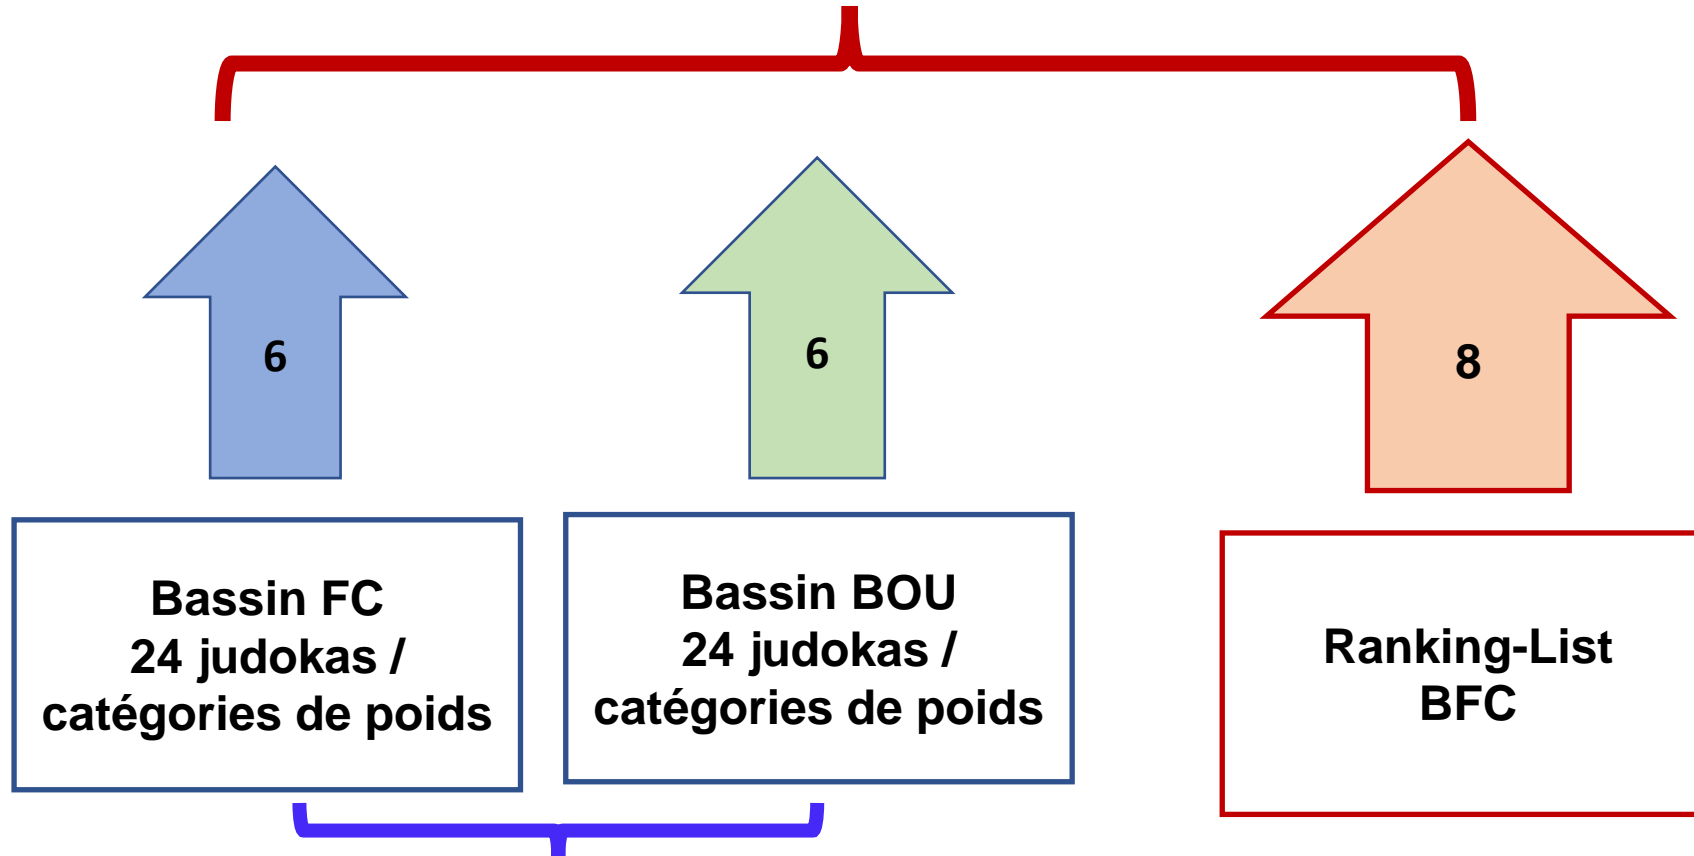 6
6
8
Bassin FC
24 judokas /
catégories de poids
Bassin BOU
24 judokas /
catégories de poids
Ranking-List
BFC